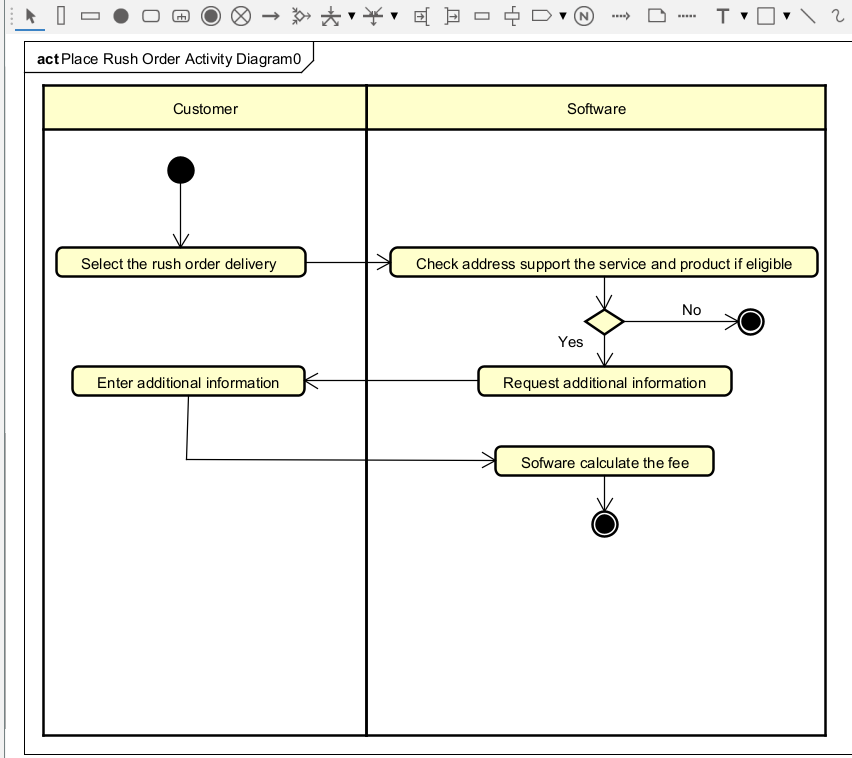 act Place Rush Order Activity Diagram0
Customer
Software
Select the rush order delivery
Check address support the service and product if eligible
No
Yes
Enter additional information
Request additional information
Sofware calculate the fee